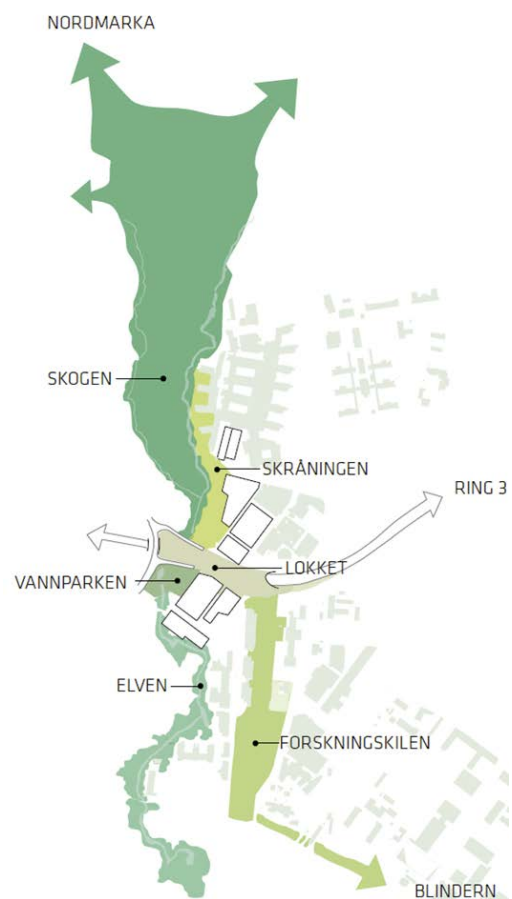 NORDMARKA
SKOGEN
SKRÅNINGEN
RING 3
LOKKET
VANNPARKEN
ELVEN
FORSKNINGSKILEN
BLINDERN